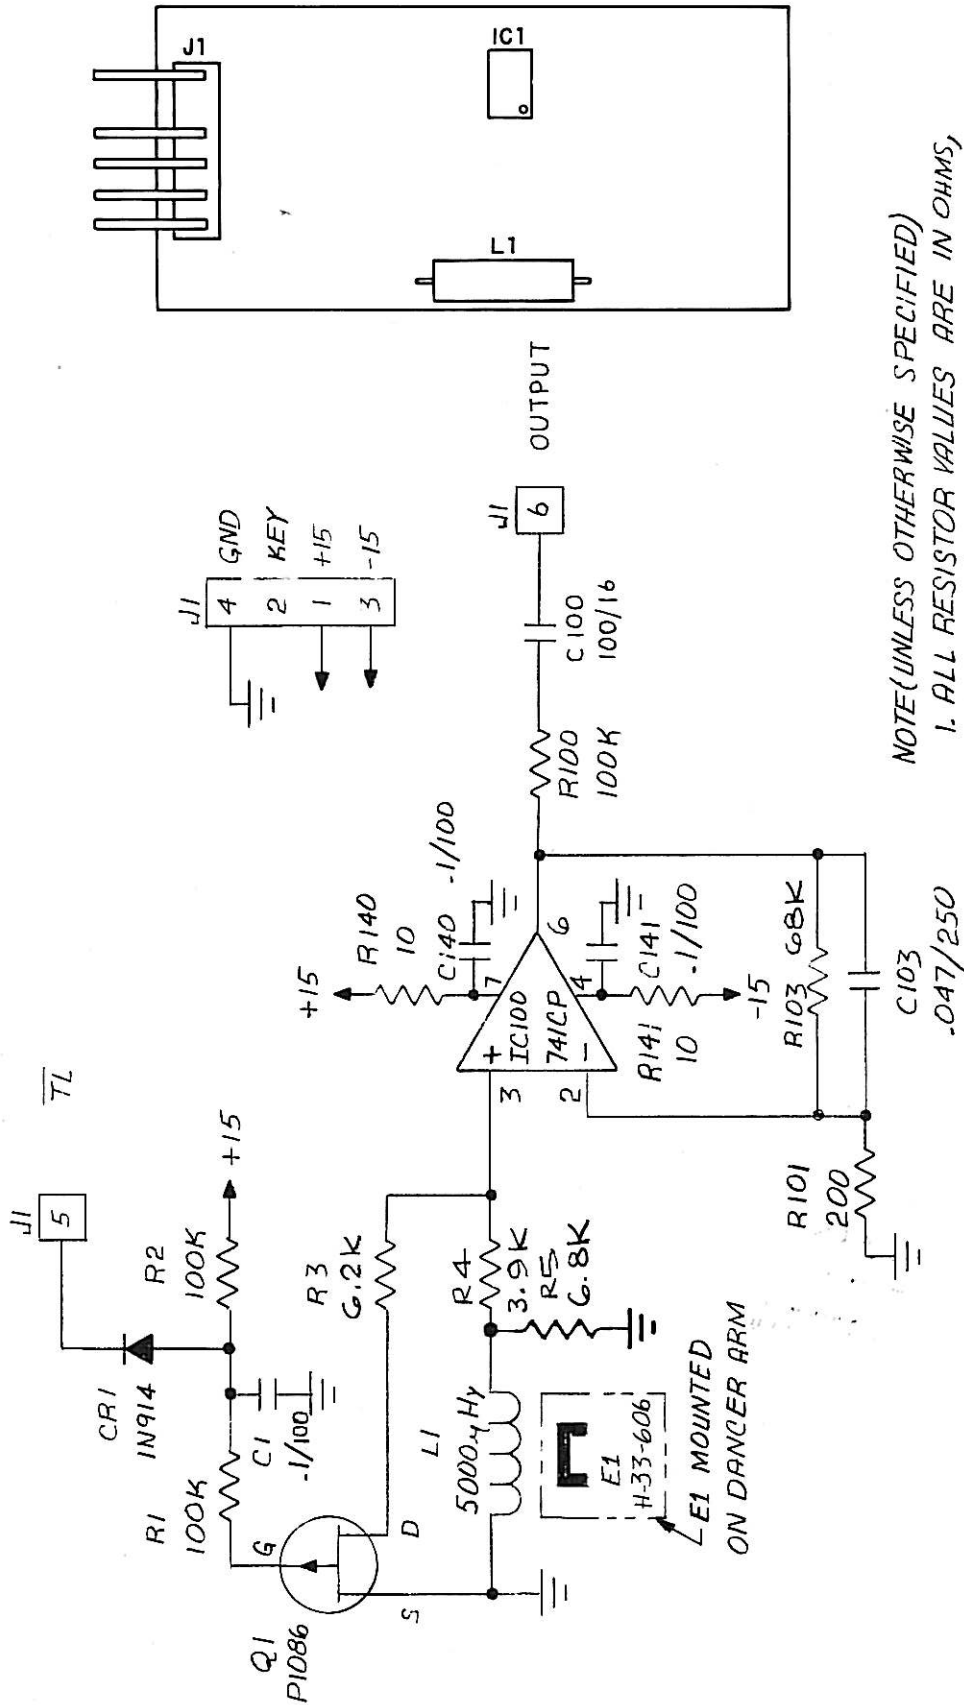 J1
5
TL
CR1
1N914
R2
100K
+15
R1
100K
C1
.1/100
Q1
P1086
G
D
S
R3
6.2K
L1
5000μHy
R4
3.9K
R5
6.8K
E1
H-33-606
E1 MOUNTED
ON DANCER ARM
+15
R140
10
C140
.1/100
7
3
+
IC100
741CP
-
2
6
4
C141
.1/100
R141
10
-15
R103 68K
C103
.047/250
R101
200
R100
100K
C100
100/16
J1
6
OUTPUT
J1
4 GND
2 KEY
1 +15
3 -15
J1
IC1
L1
NOTE(UNLESS OTHERWISE SPECIFIED)
1. ALL RESISTOR VALUES ARE IN OHMS,